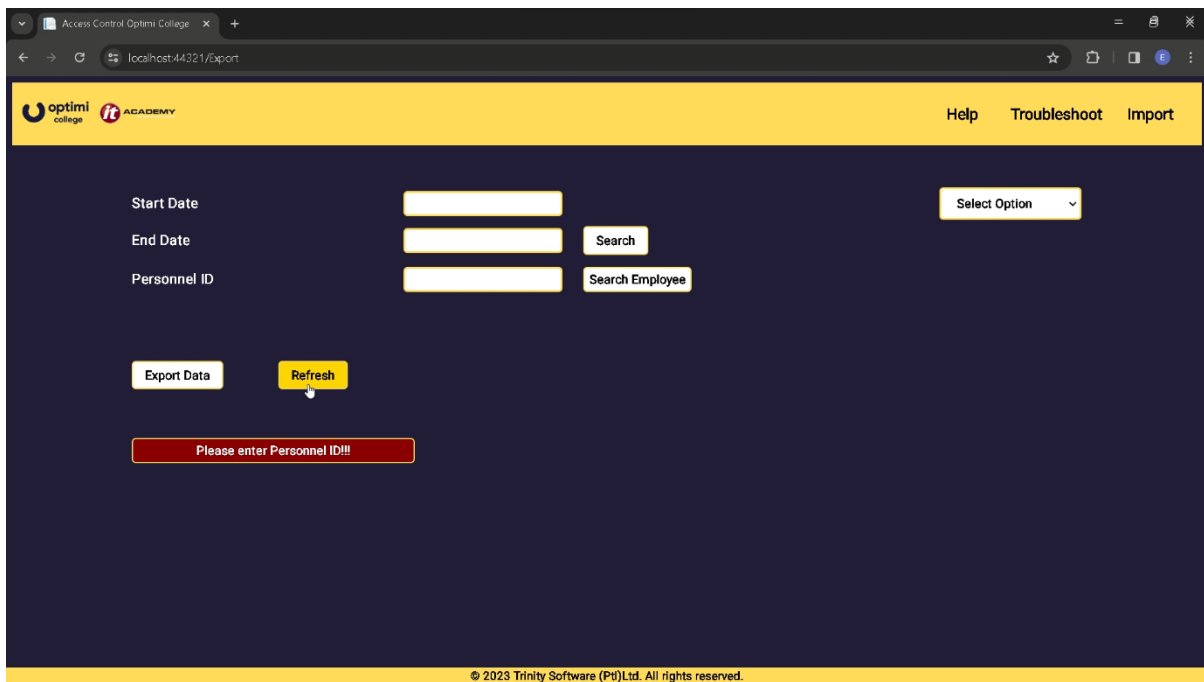 Access Control Optimi College
localhost:44321/Export
E
optimi
college
it ACADEMY
Help Troubleshoot Import
Start Date
Select Option
End Date
Search
Personnel ID
Search Employee
Export Data
Refresh
Please enter Personnel ID!!!
© 2023 Trinity Software (Ptl)Ltd. All rights reserved.